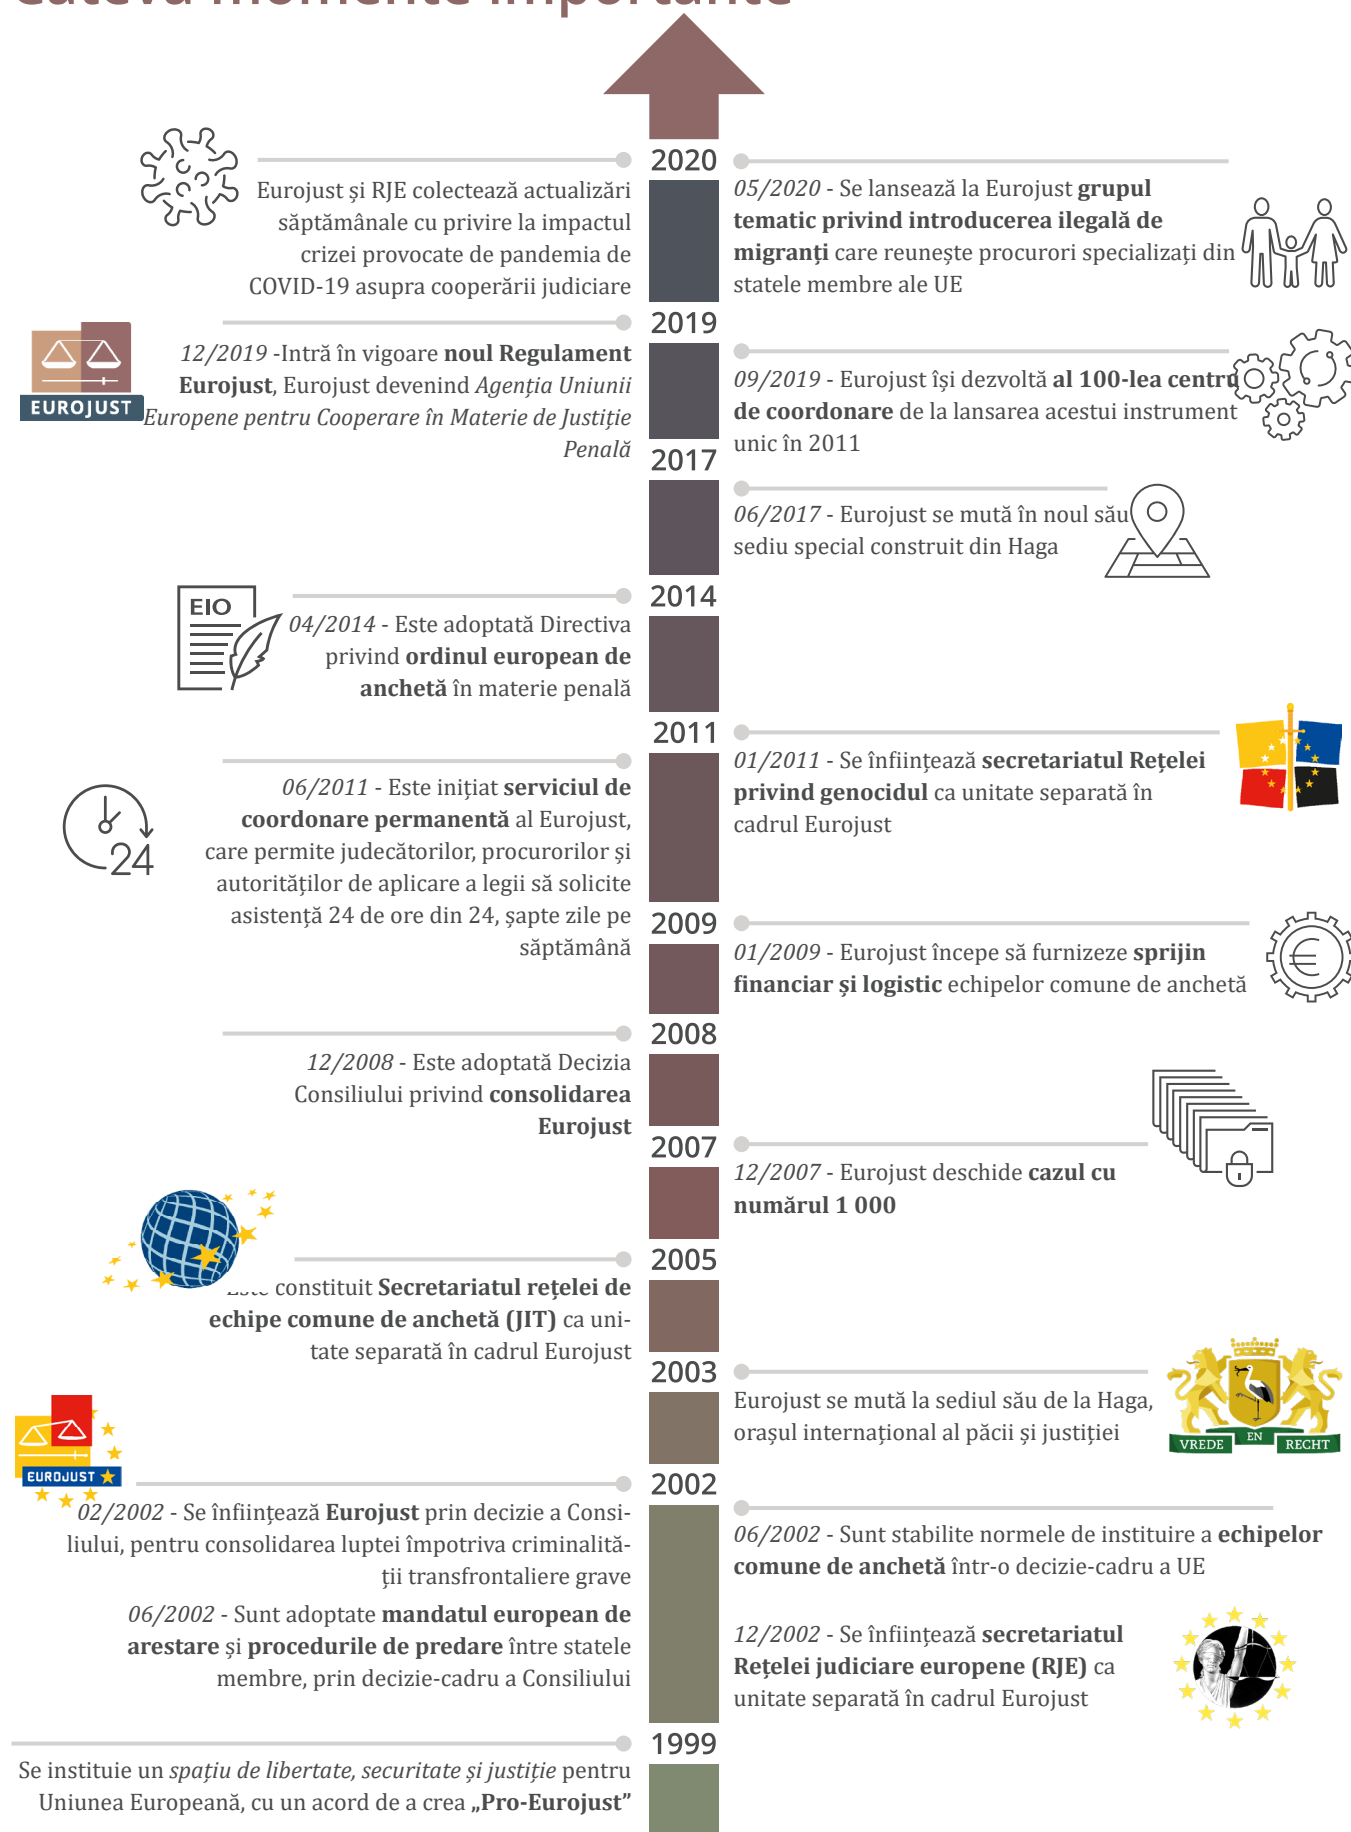 Câteva momente importante
2020
Eurojust și RJE colectează actualizări
săptămânale cu privire la impactul
crizei provocate de pandemia de
COVID-19 asupra cooperării judiciare
05/2020 - Se lansează la Eurojust grupul
tematic privind introducerea ilegală de
migranți care reunește procurori specializați din
statele membre ale UE
2019
EUROJUST
12/2019 -Intră în vigoare noul Regulament
Eurojust, Eurojust devenind Agenția Uniunii
Europene pentru Cooperare în Materie de Justiție
Penală
09/2019 - Eurojust își dezvoltă al 100-lea centru
de coordonare de la lansarea acestui instrument
unic în 2011
2017
06/2017 - Eurojust se mută în noul său
sediu special construit din Haga
2014
EIO
04/2014 - Este adoptată Directiva
privind ordinul european de
anchetă în materie penală
2011
01/2011 - Se înființează secretariatul Rețelei
privind genocidul ca unitate separată în
cadrul Eurojust
24
06/2011 - Este inițiat serviciul de
coordonare permanentă al Eurojust,
care permite judecătorilor, procurorilor și
autorităților de aplicare a legii să solicite
asistență 24 de ore din 24, șapte zile pe
săptămână
2009
01/2009 - Eurojust începe să furnizeze sprijin
financiar și logistic echipelor comune de anchetă
€
2008
12/2008 - Este adoptată Decizia
Consiliului privind consolidarea
Eurojust
2007
12/2007 - Eurojust deschide cazul cu
numărul 1 000
2005
Este constituit Secretariatul rețelei de
echipe comune de anchetă (JIT) ca uni-
tate separată în cadrul Eurojust
2003
Eurojust se mută la sediul său de la Haga,
orașul internațional al păcii și justiției
VREDE EN RECHT
2002
EUROJUST
02/2002 - Se înființează Eurojust prin decizie a Consi-
liului, pentru consolidarea luptei împotriva criminalită-
ții transfrontaliere grave
06/2002 - Sunt adoptate mandatul european de
arestare și procedurile de predare între statele
membre, prin decizie-cadru a Consiliului
06/2002 - Sunt stabilite normele de instituire a echipelor
comune de anchetă într-o decizie-cadru a UE
12/2002 - Se înființează secretariatul
Rețelei judiciare europene (RJE) ca
unitate separată în cadrul Eurojust
1999
Se instituie un spațiu de libertate, securitate și justiție pentru
Uniunea Europeană, cu un acord de a crea „Pro-Eurojust”